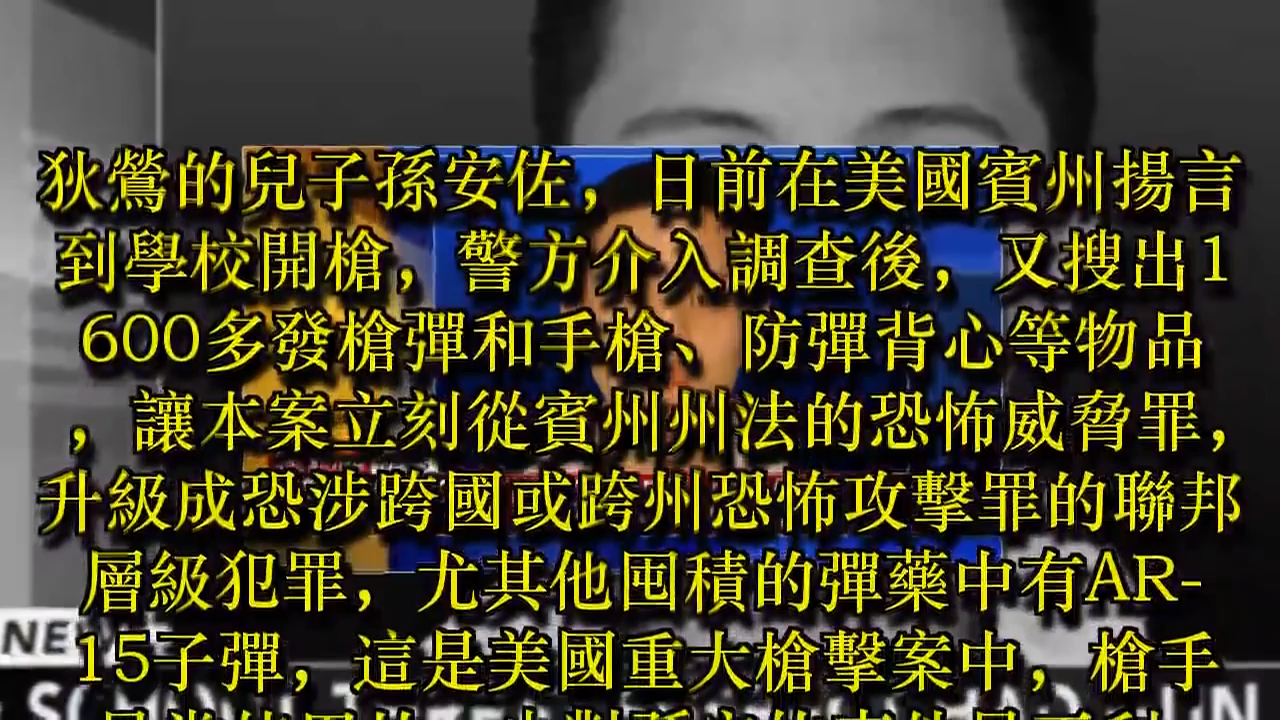 狄鶯的兒子孫安佐，日前在美國賓州揚言
到學校開槍，警方介入調查後，又搜出1
600多發槍彈和手槍、防彈背心等物品
，讓本案立刻從賓州州法的恐怖威脅罪，
升級成恐涉跨國或跨州恐怖攻擊罪的聯邦
層級犯罪，尤其他囤積的彈藥中有AR-
15子彈，這是美國重大槍擊案中，槍手
NE